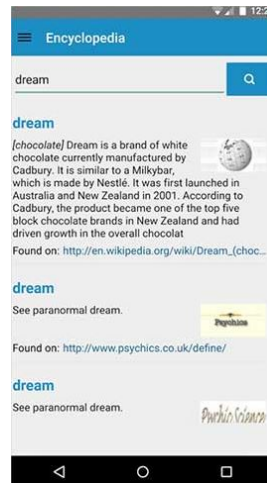 Encyclopedia
dream
dream
[chocolate] Dream is a brand of white
chocolate currently manufactured by
Cadbury. It is similar to a Milkybar,
which is made by Nestlé. It was first launched in
Australia and New Zealand in 2001. According to
Cadbury, the product became one of the top five
block chocolate brands in New Zealand and had
driven growth in the overall chocolat
Found on: http://en.wikipedia.org/wiki/Dream_(choc...
dream
See paranormal dream.
Psychics
Found on: http://www.psychics.co.uk/define/
dream
See paranormal dream.